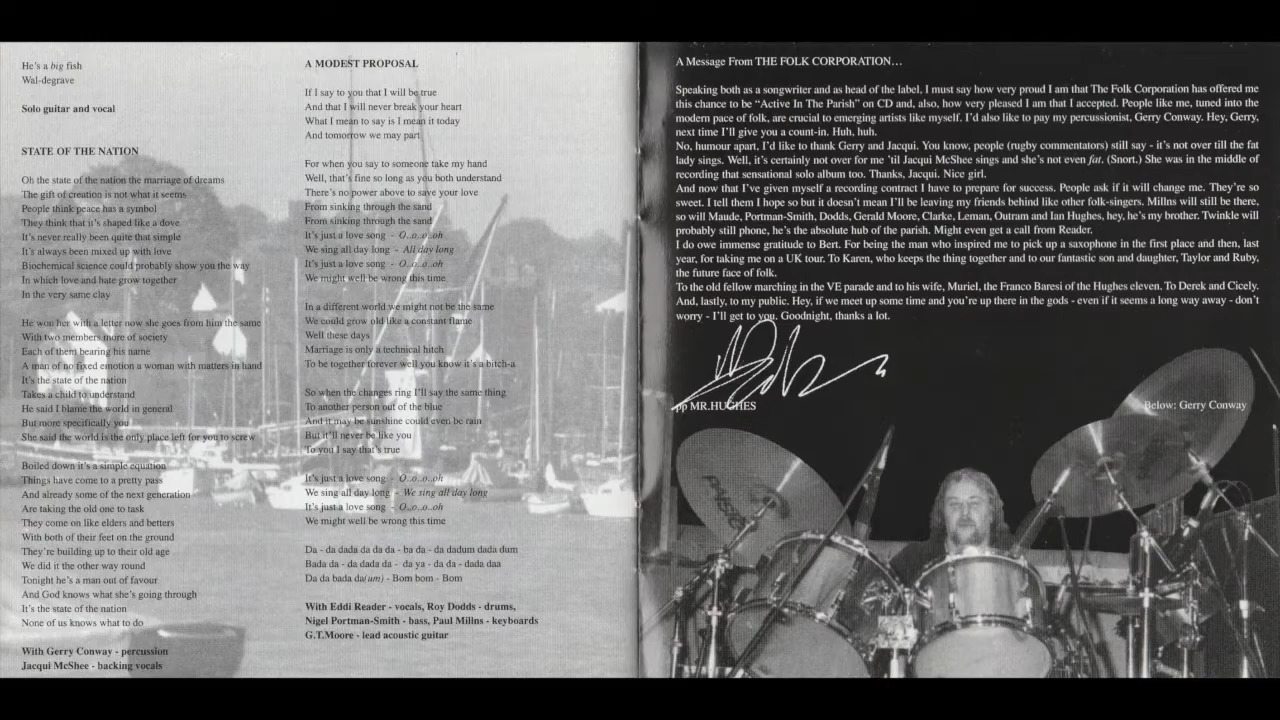 He's a big fish
Wal-degrave
Solo guitar and vocal
STATE OF THE NATION
Oh the state of the nation the marriage of dreams
The gift of creation is not what it seems
People think peace has a symbol
They think that it's shaped like a dove
It's never really been quite that simple
It's always been mixed up with love
Biochemical science could probably show you the way
In which love and hate grow together
In the very same clay
He won her with a letter now she goes from him the same
With two members more of society
Each of them bearing his name
A man of no fixed emotion a woman with matters in hand
It's the state of the nation
Takes a child to understand
He said I blame the world in general
But more specifically you
She said the world is the only place left for you to screw
Boiled down it's a simple equation
Things have come to a pretty pass
And already some of the next generation
Are taking the old one to task
They come on like elders and betters
With both of their feet on the ground
They're building up to their old age
We did it the other way round
Tonight he's a man out of favour
And God knows what she's going through
It's the state of the nation
None of us knows what to do
With Gerry Conway - percussion
Jacqui McShee - backing vocals
A MODEST PROPOSAL
If I say to you that I will be true
And that I will never break your heart
What I mean to say is I mean it today
And tomorrow we may part
For when you say to someone take my hand
Well, that's fine so long as you both understand
There's no power above to save your love
From sinking through the sand
From sinking through the sand
It's just a love song - O..o..o..oh
We sing all day long - All day long
It's just a love song - O..o..o..oh
We might well be wrong this time
In a different world we might not be the same
We could grow old like a constant flame
Well these days
Marriage is only a technical hitch
To be together forever well you know it's a bitch-a
So when the changes ring I'll say the same thing
To another person out of the blue
And it may be sunshine could even be rain
But it'll never be like you
To you I say that's true
It's just a love song - O..o..o..oh
We sing all day long - We sing all day long
It's just a love song - O..o..o..oh
We might well be wrong this time
Da - da dada da da da - ba da - da dadum dada dum
Bada da - da dada da - da ya - da da - dada daa
Da da bada da(um) - Bom bom - Bom
With Eddi Reader - vocals, Roy Dodds - drums,
Nigel Portman-Smith - bass, Paul Millns - keyboards
G.T.Moore - lead acoustic guitar
A Message From THE FOLK CORPORATION…
Speaking both as a songwriter and as head of the label, I must say how very proud I am that The Folk Corporation has offered me
this chance to be "Active In The Parish" on CD and, also, how very pleased I am that I accepted. People like me, tuned into the
modern pace of folk, are crucial to emerging artists like myself. I'd also like to pay my percussionist, Gerry Conway. Hey, Gerry,
next time I'll give you a count-in. Huh, huh.
No, humour apart, I'd like to thank Gerry and Jacqui. You know, people (rugby commentators) still say - it's not over till the fat
lady sings. Well, it's certainly not over for me 'til Jacqui McShee sings and she's not even fat. (Snort.) She was in the middle of
recording that sensational solo album too. Thanks, Jacqui. Nice girl.
And now that I've given myself a recording contract I have to prepare for success. People ask if it will change me. They're so
sweet. I tell them I hope so but it doesn't mean I'll be leaving my friends behind like other folk-singers. Millns will still be there,
so will Maude, Portman-Smith, Dodds, Gerald Moore, Clarke, Leman, Outram and Ian Hughes, hey, he's my brother. Twinkle will
probably still phone, he's the absolute hub of the parish. Might even get a call from Reader.
I do owe immense gratitude to Bert. For being the man who inspired me to pick up a saxophone in the first place and then, last
year, for taking me on a UK tour. To Karen, who keeps the thing together and to our fantastic son and daughter, Taylor and Ruby,
the future face of folk.
To the old fellow marching in the VE parade and to his wife, Muriel, the Franco Baresi of the Hughes eleven. To Derek and Cicely.
And, lastly, to my public. Hey, if we meet up some time and you're up there in the gods - even if it seems a long way away - don't
worry - I'll get to you. Goodnight, thanks a lot.
pp MR.HUGHES
Below: Gerry Conway
PAISTE